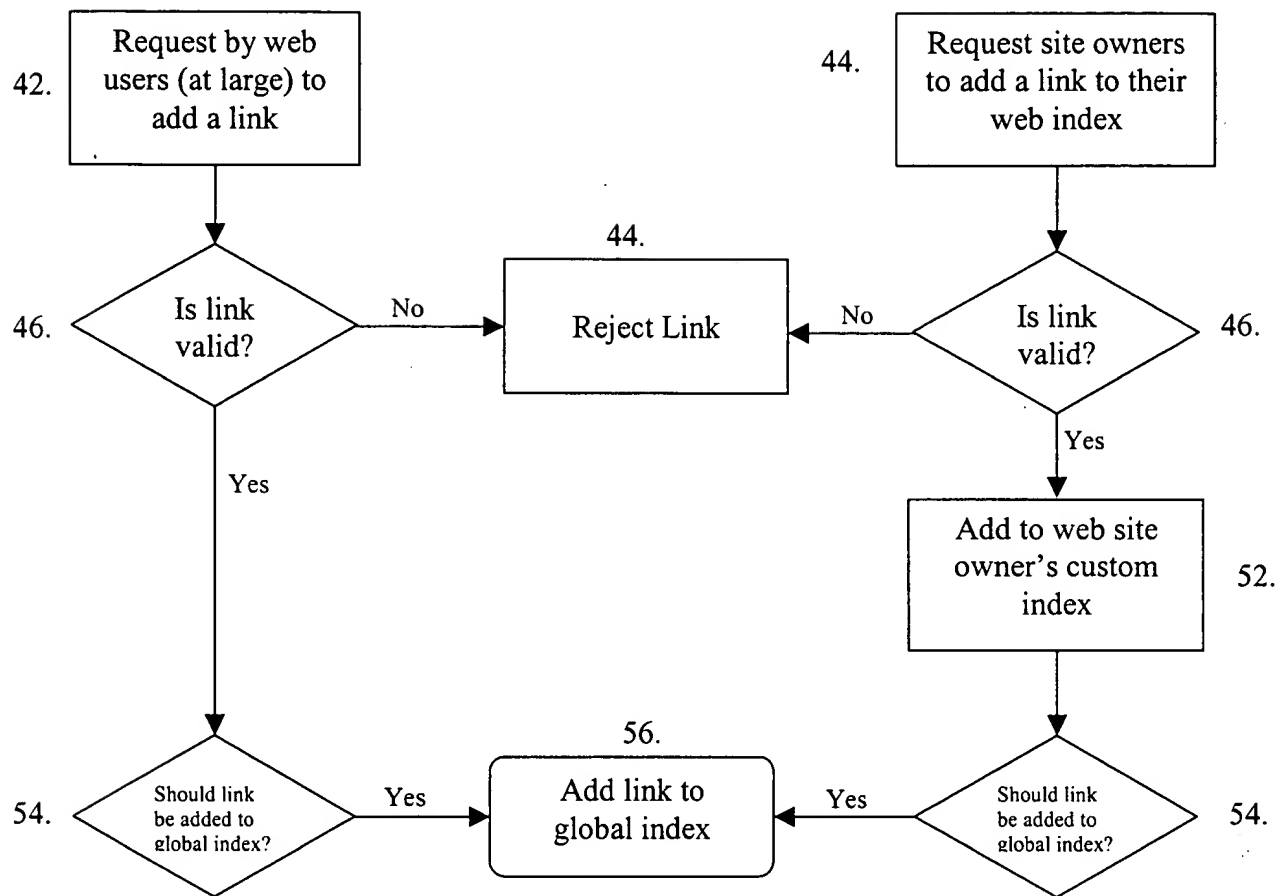 42.
Request by web
users (at large) to
add a link
44.
Request site owners
to add a link to their
web index
46.
Is link
valid?
No
44.
Reject Link
No
Is link
valid?
46.
Yes
Yes
Add to web site
owner's custom
index
52.
54.
Should link
be added to
global index?
Yes
56.
Add link to
global index
Yes
Should link
be added to
global index?
54.